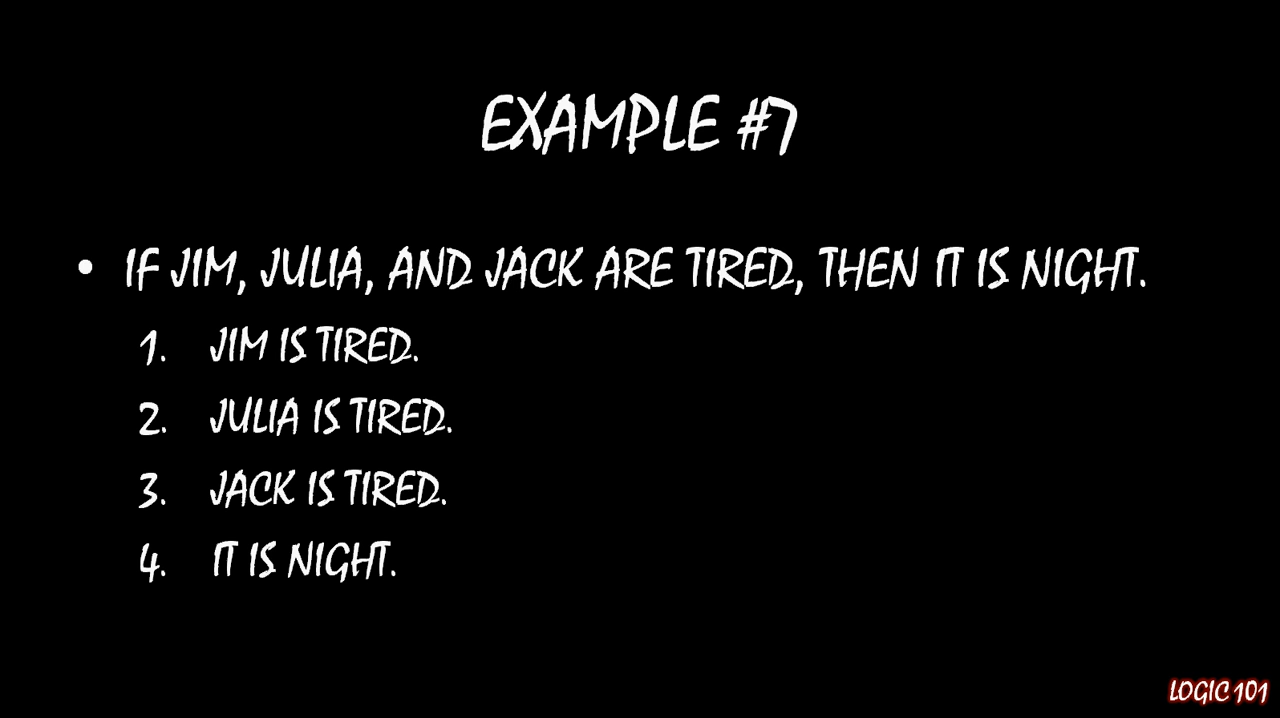 EXAMPLE #7
• IF JIM, JULIA, AND JACK ARE TIRED, THEN IT IS NIGHT.
1. JIM IS TIRED.
2. JULIA IS TIRED.
3. JACK IS TIRED.
4. IT IS NIGHT.
LOGIC 101